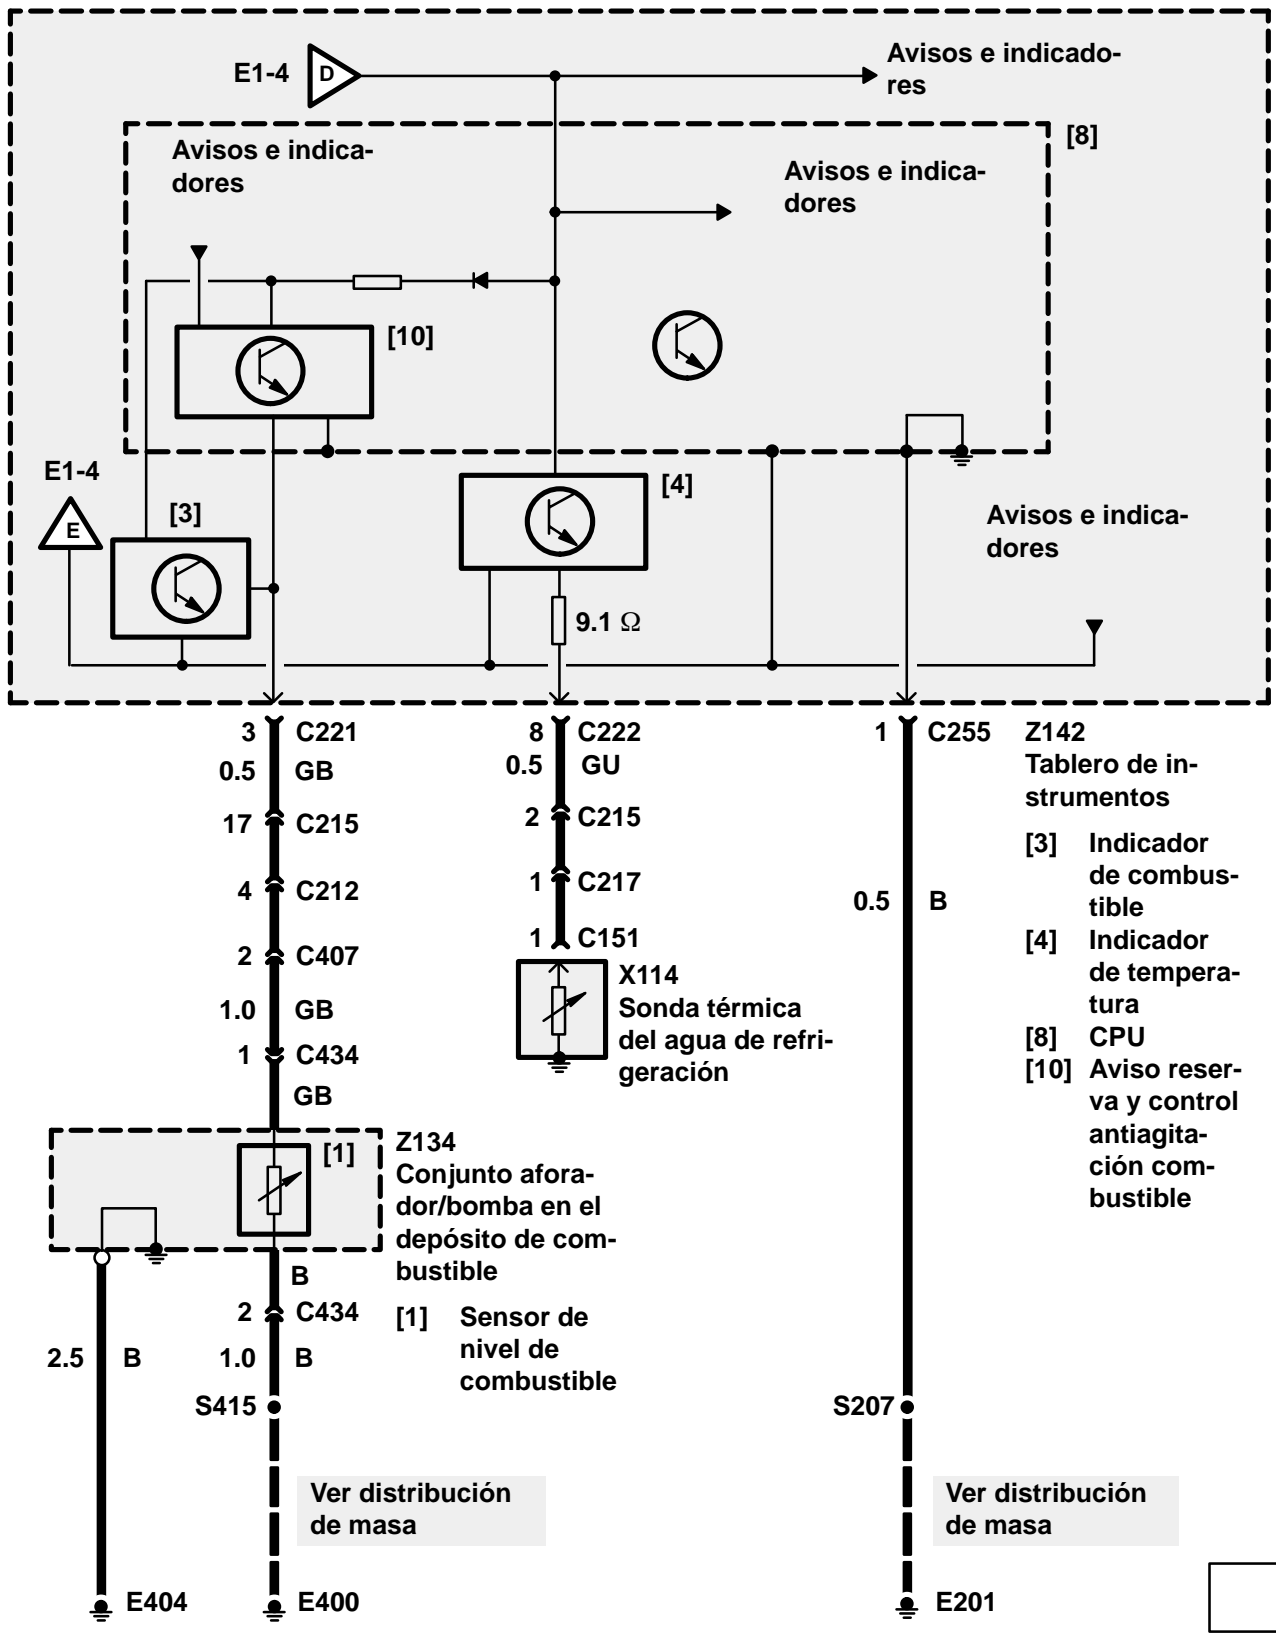 E1-4
D
Avisos e indicado-
res
[8]
Avisos e indica-
dores
Avisos e indica-
dores
[10]
E1-4
E
[3]
[4]
Avisos e indica-
dores
9.1 Ω
3 C221
0.5 GB
17 C215
4 C212
2 C407
1.0 GB
1 C434
GB
8 C222
0.5 GU
2 C215
1 C217
1 C151
X114
Sonda térmica
del agua de refri-
geración
1 C255
0.5 B
Z142
Tablero de in-
strumentos
[3] Indicador
de combus-
tible
[4] Indicador
de tempera-
tura
[8] CPU
[10] Aviso reser-
va y control
antiagita-
ción com-
bustible
[1]
Z134
Conjunto afora-
dor/bomba en el
depósito de com-
bustible
[1] Sensor de
nivel de
combustible
B
2 C434
2.5 B
1.0 B
S415
S207
Ver distribución
de masa
Ver distribución
de masa
E404
E400
E201